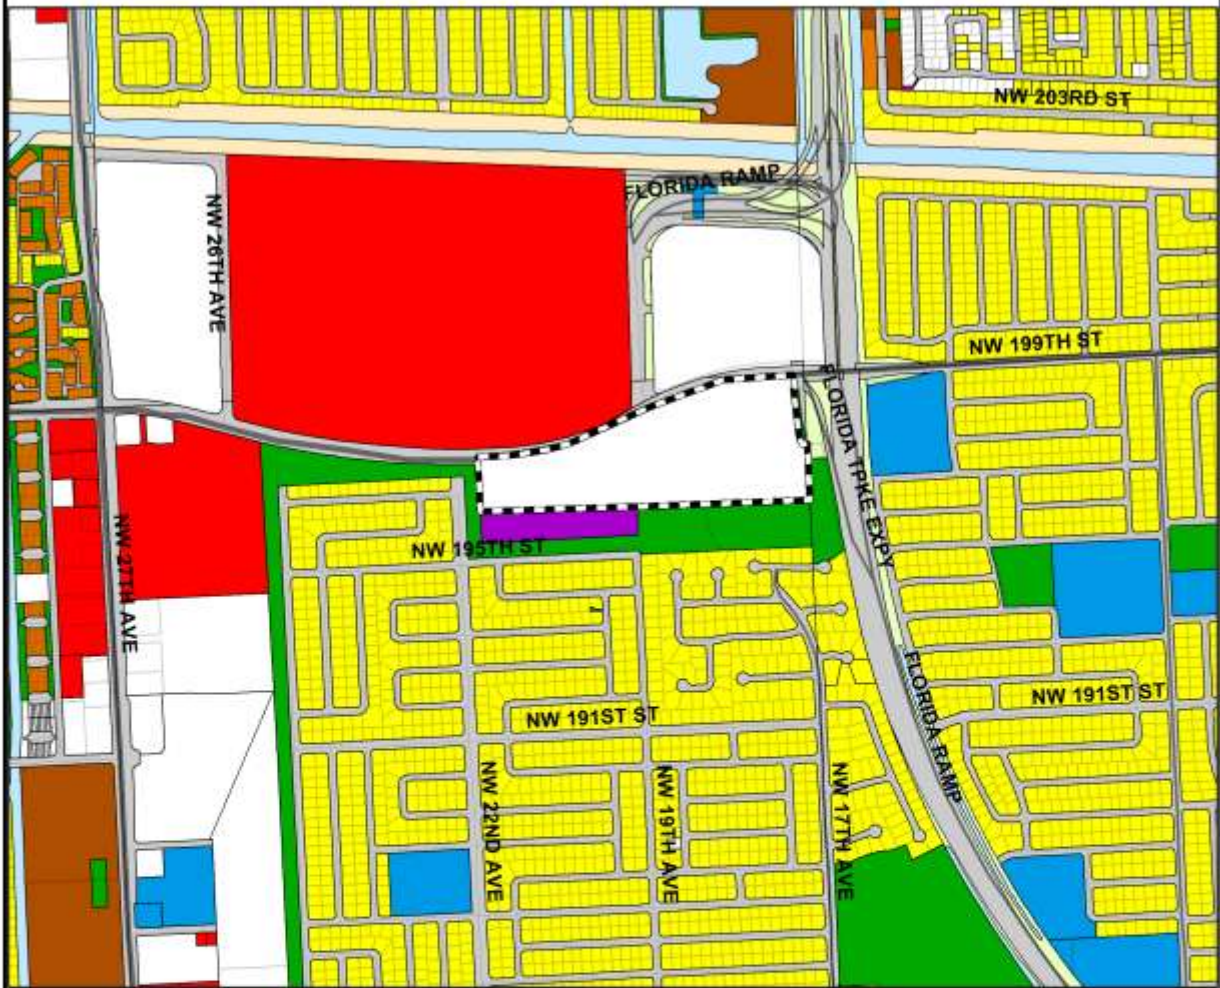 NW 203RD ST
FLORIDA RAMP
NW 26TH AVE
NW 199TH ST
FLORIDA TPKE EXPY
NW 195TH ST
NW 27TH AVE
FLORIDA RAMP
NW 191ST ST
NW 191ST ST
NW 22ND AVE
NW 19TH AVE
NW 17TH AVE